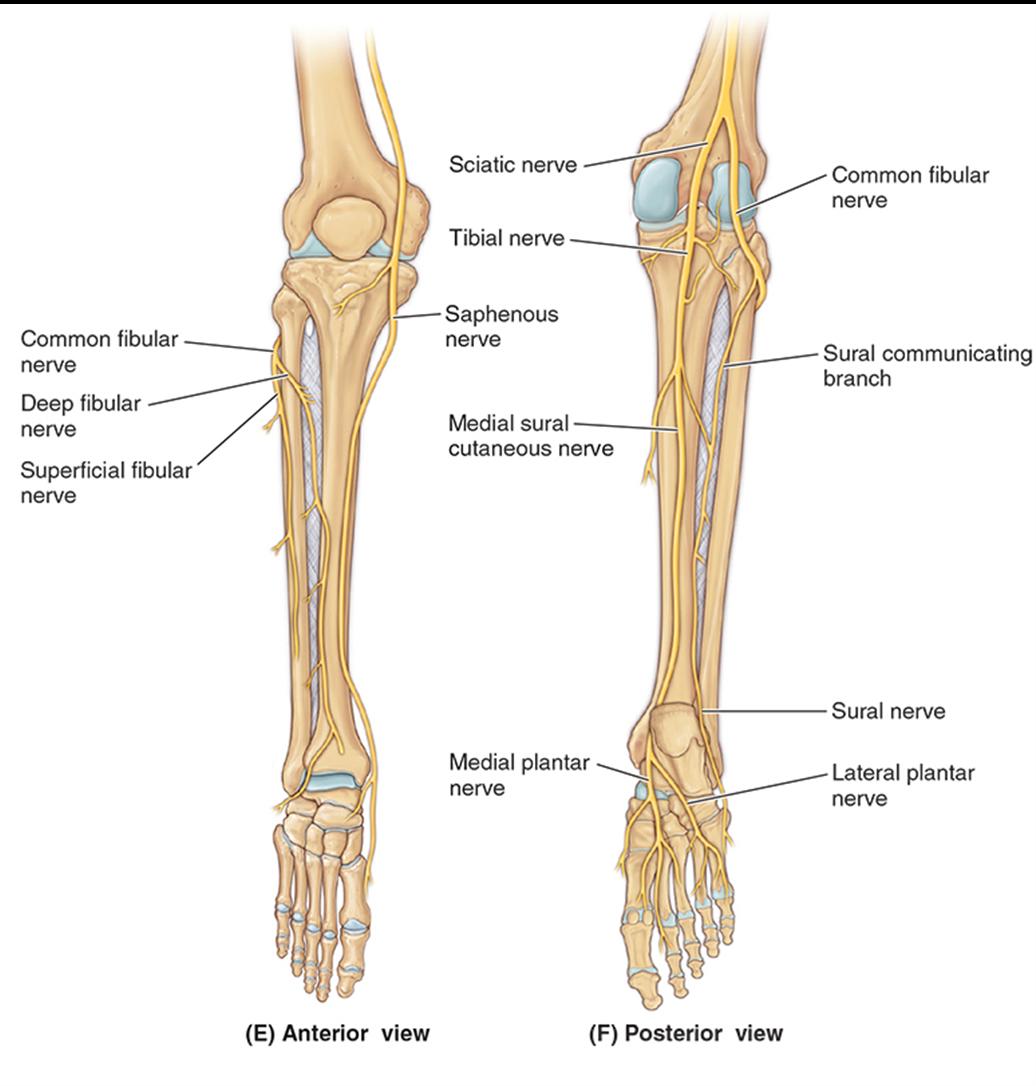 Sciatic nerve
Common fibular
nerve
Tibial nerve
Saphenous
nerve
Common fibular
nerve
Sural communicating
branch
Deep fibular
nerve
Medial sural
cutaneous nerve
Superficial fibular
nerve
Sural nerve
Medial plantar
nerve
Lateral plantar
nerve
(E) Anterior view
(F) Posterior view